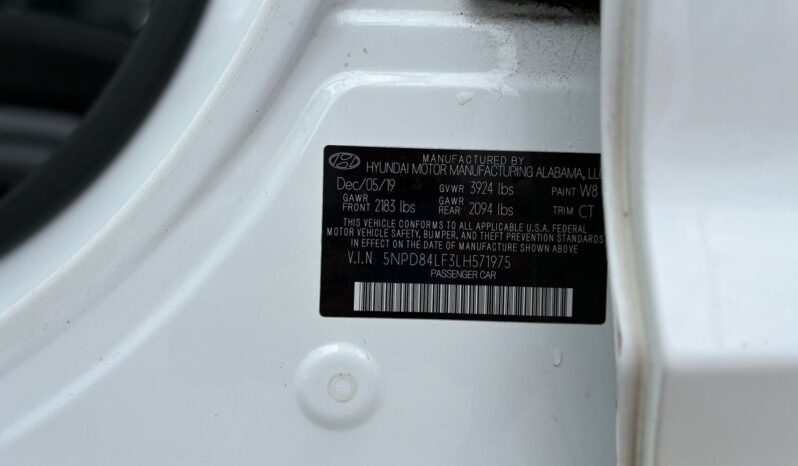 MANUFACTURED BY
HYUNDAI MOTOR MANUFACTURING ALABAMA, LLC
Dec/05/19 GVWR 3924 lbs PAINT W8
GAWR FRONT 2183 lbs GAWR REAR 2094 lbs TRIM CT
THIS VEHICLE CONFORMS TO ALL APPLICABLE U.S.A. FEDERAL
MOTOR VEHICLE SAFETY, BUMPER, AND THEFT PREVENTION STANDARDS
IN EFFECT ON THE DATE OF MANUFACTURE SHOWN ABOVE
V.I.N 5NPD84LF3LH571975
PASSENGER CAR